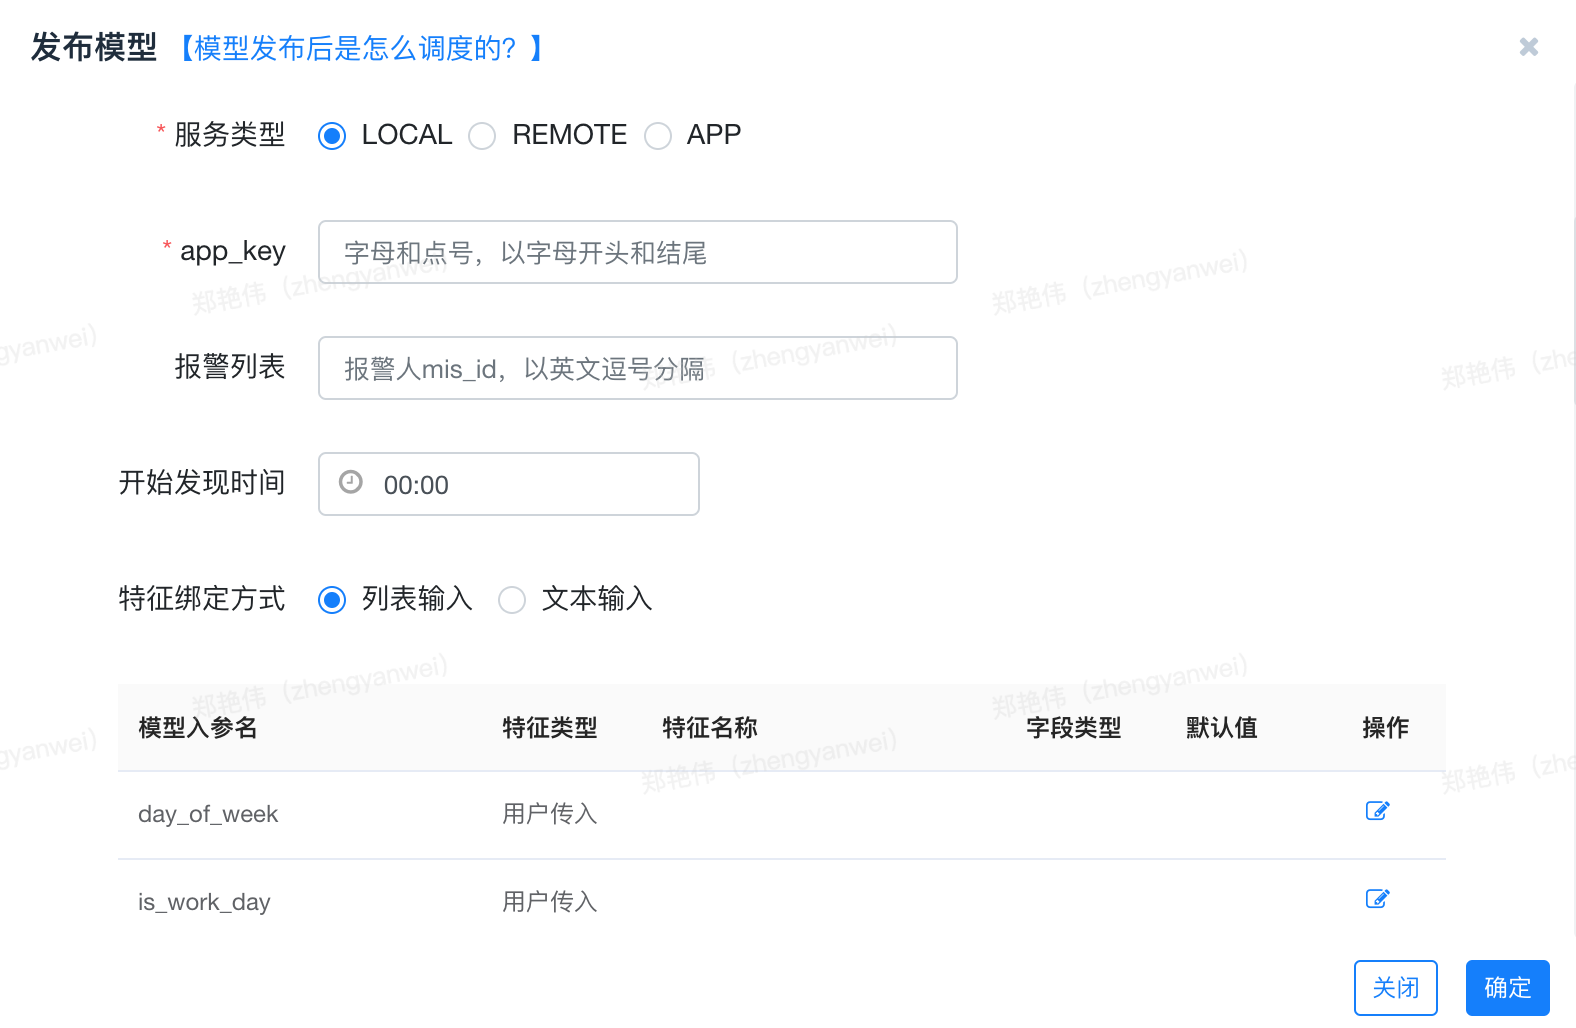 发布模型 【模型发布后是怎么调度的？】
* 服务类型 LOCAL REMOTE APP
* app_key 字母和点号，以字母开头和结尾
郑艳伟（zhengyanwei） 郑艳伟（zhengyanwei）
报警列表 报警人mis_id，以英文逗号分隔
gyanwei） 郑艳伟（zhengyanwei） 郑艳伟（zhe
开始发现时间 00:00
特征绑定方式 列表输入 文本输入
郑艳伟（zhengyanwei） 郑艳伟（zhengyanwei）
模型入参名 特征类型 特征名称 字段类型 默认值 操作
gyanwei） 郑艳伟（zhengyanwei） 郑艳伟（zhe
day_of_week 用户传入
is_work_day 用户传入
关闭 确定